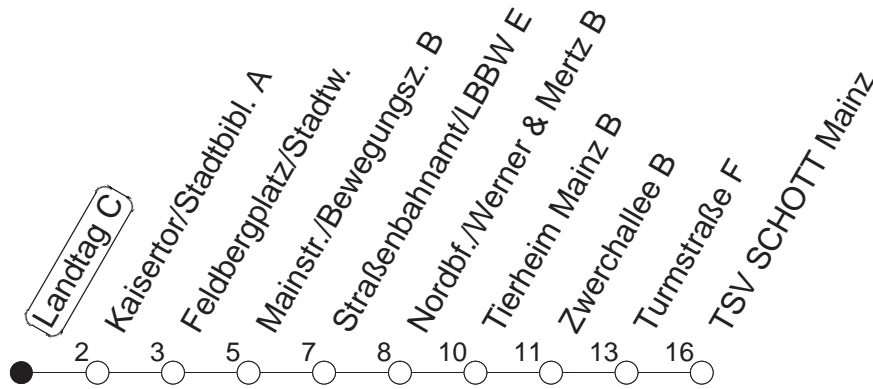 Landtag C
Kaisertor/Stadtbibl. A
Feldbergplatz/Stadtw.
Mainstr./Bewegungsz. B
Straßenbahnamt/LBBW E
Nordbf./Werner & Mertz B
Tierheim Mainz B
Zwerchallee B
Turmstraße F
TSV SCHOTT Mainz
2 3 5 7 8 10 11 13 16